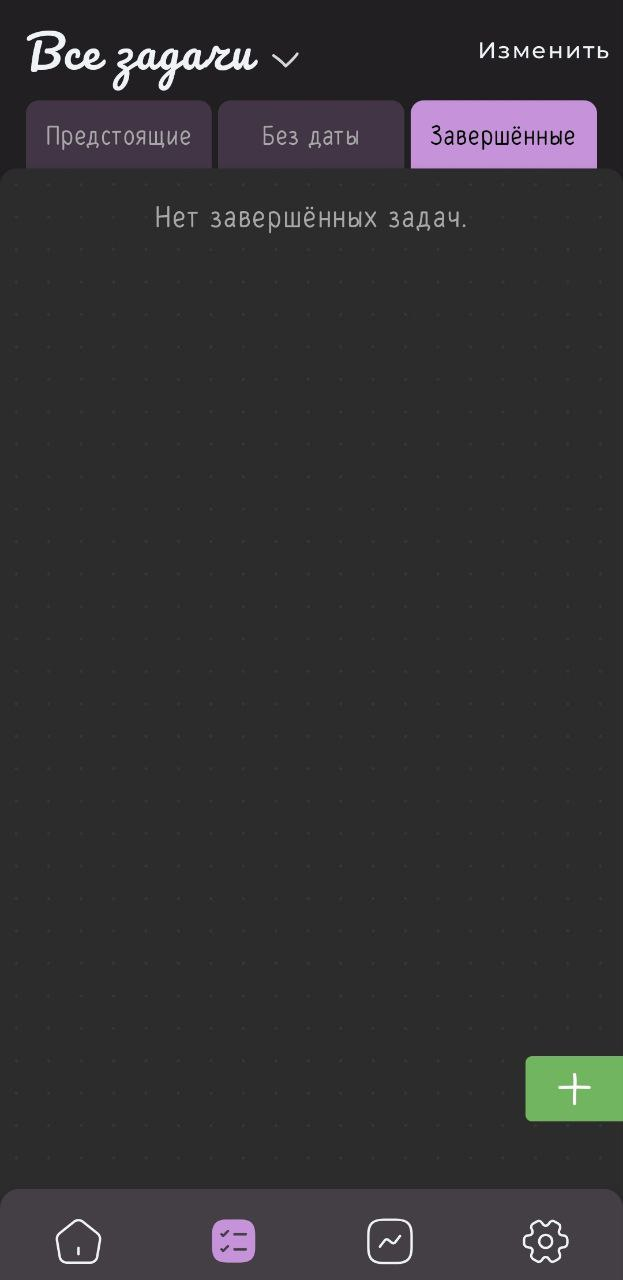 Все задачи
Изменить
Предстоящие
Без даты
Завершённые
Нет завершённых задач.